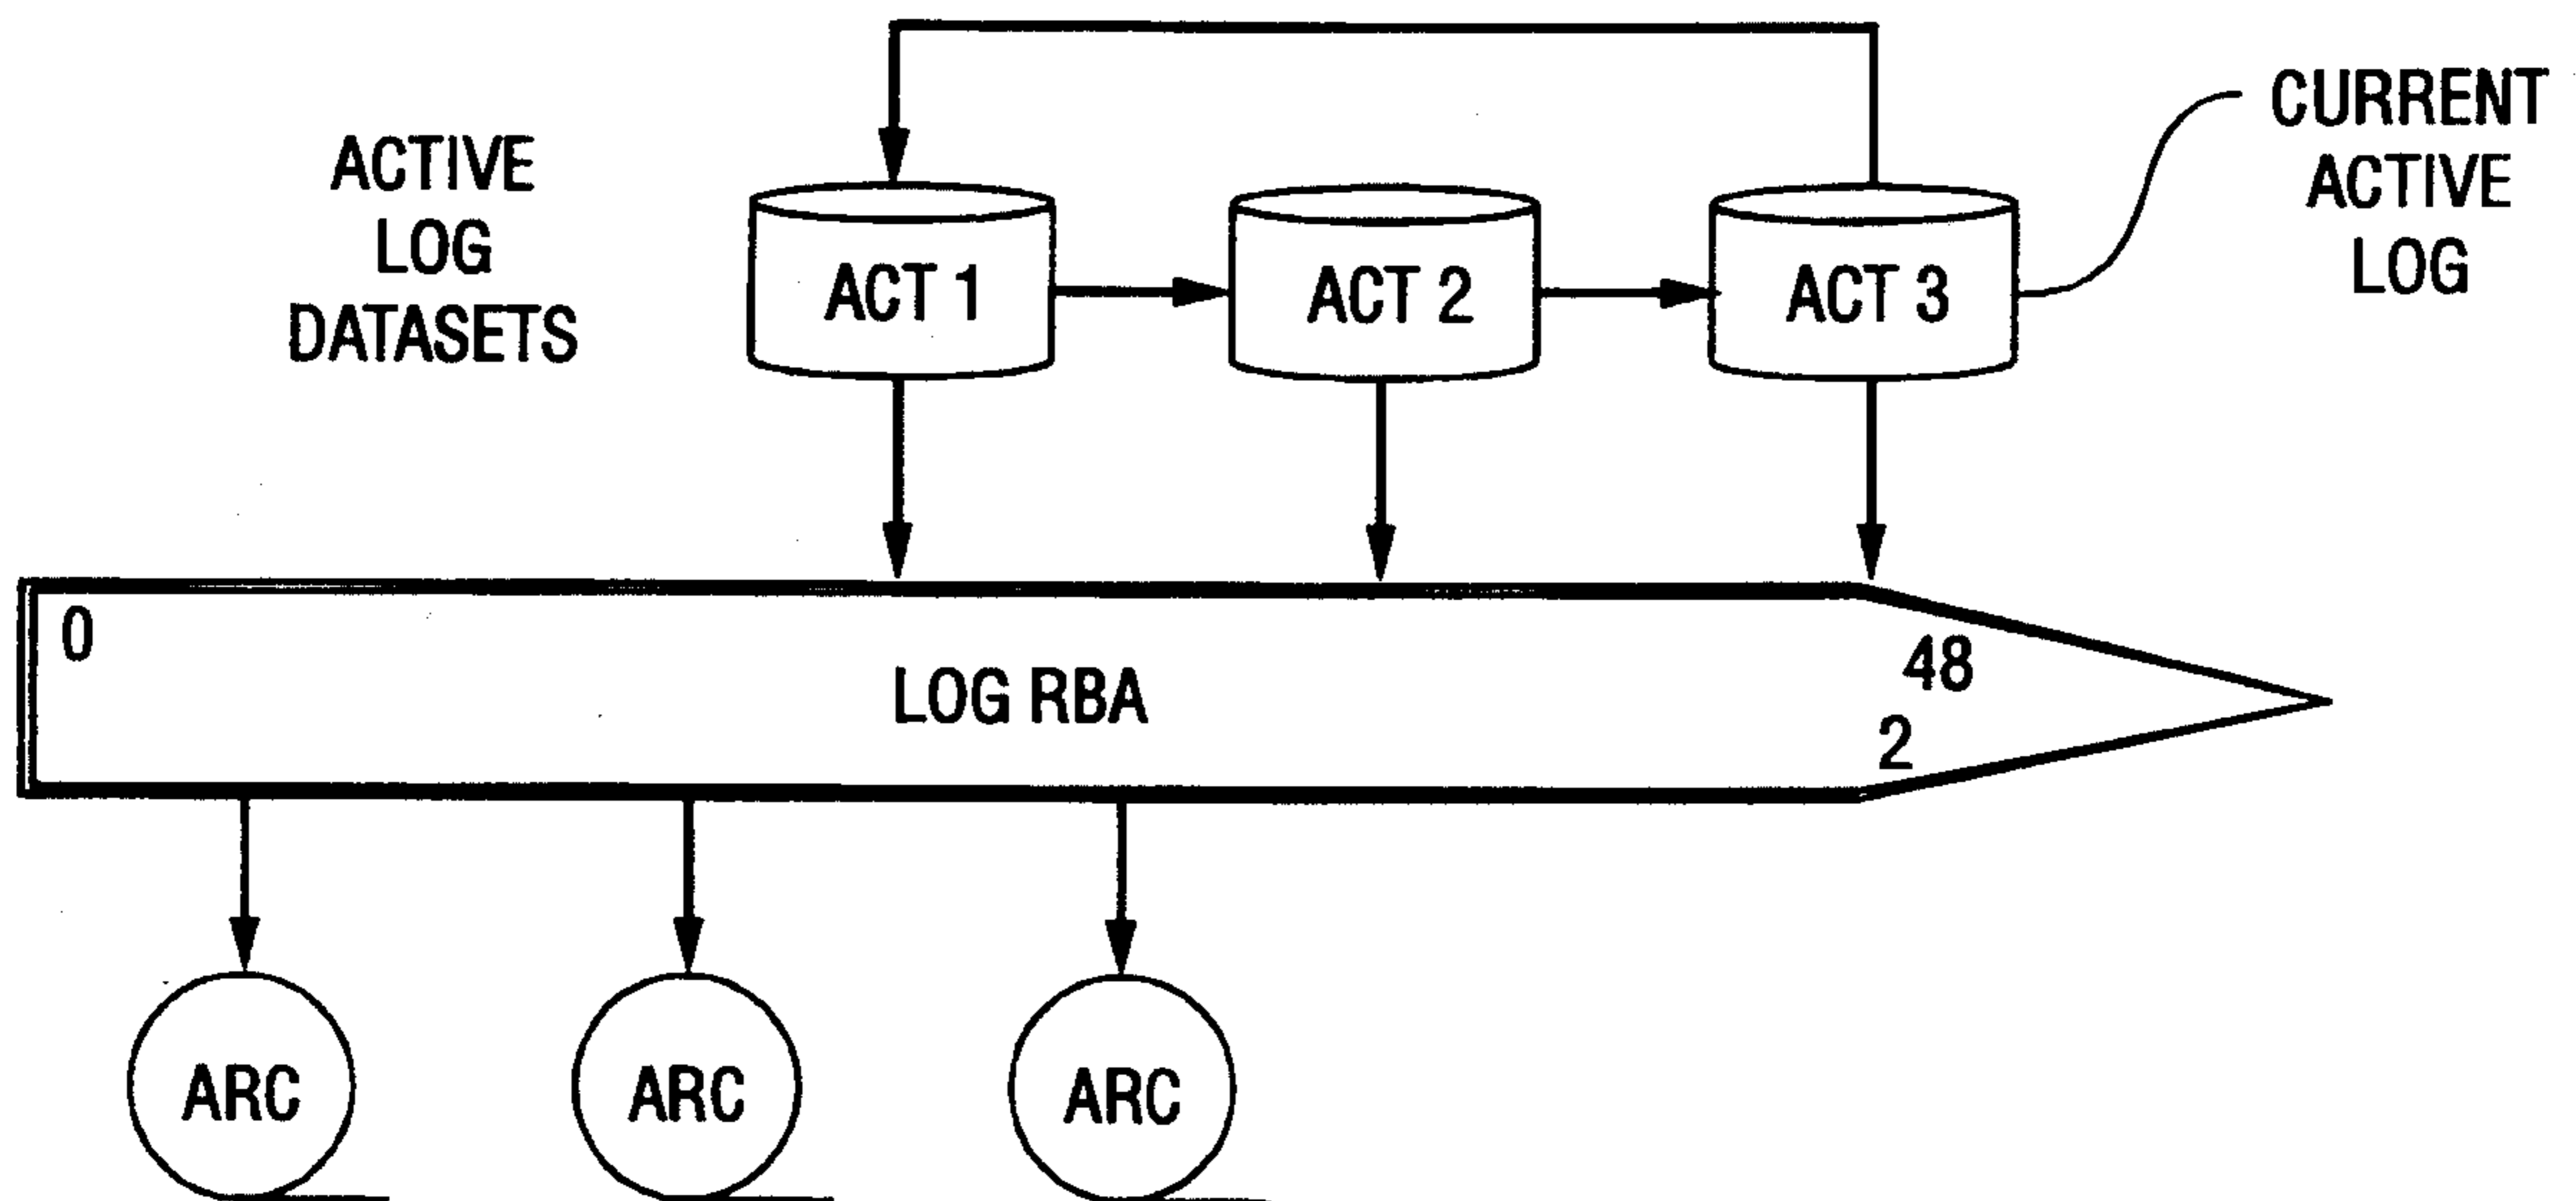 ACTIVE
LOG
DATASETS
ACT 1
ACT 2
ACT 3
CURRENT
ACTIVE
LOG
0
LOG RBA
48
2
ARC
ARC
ARC